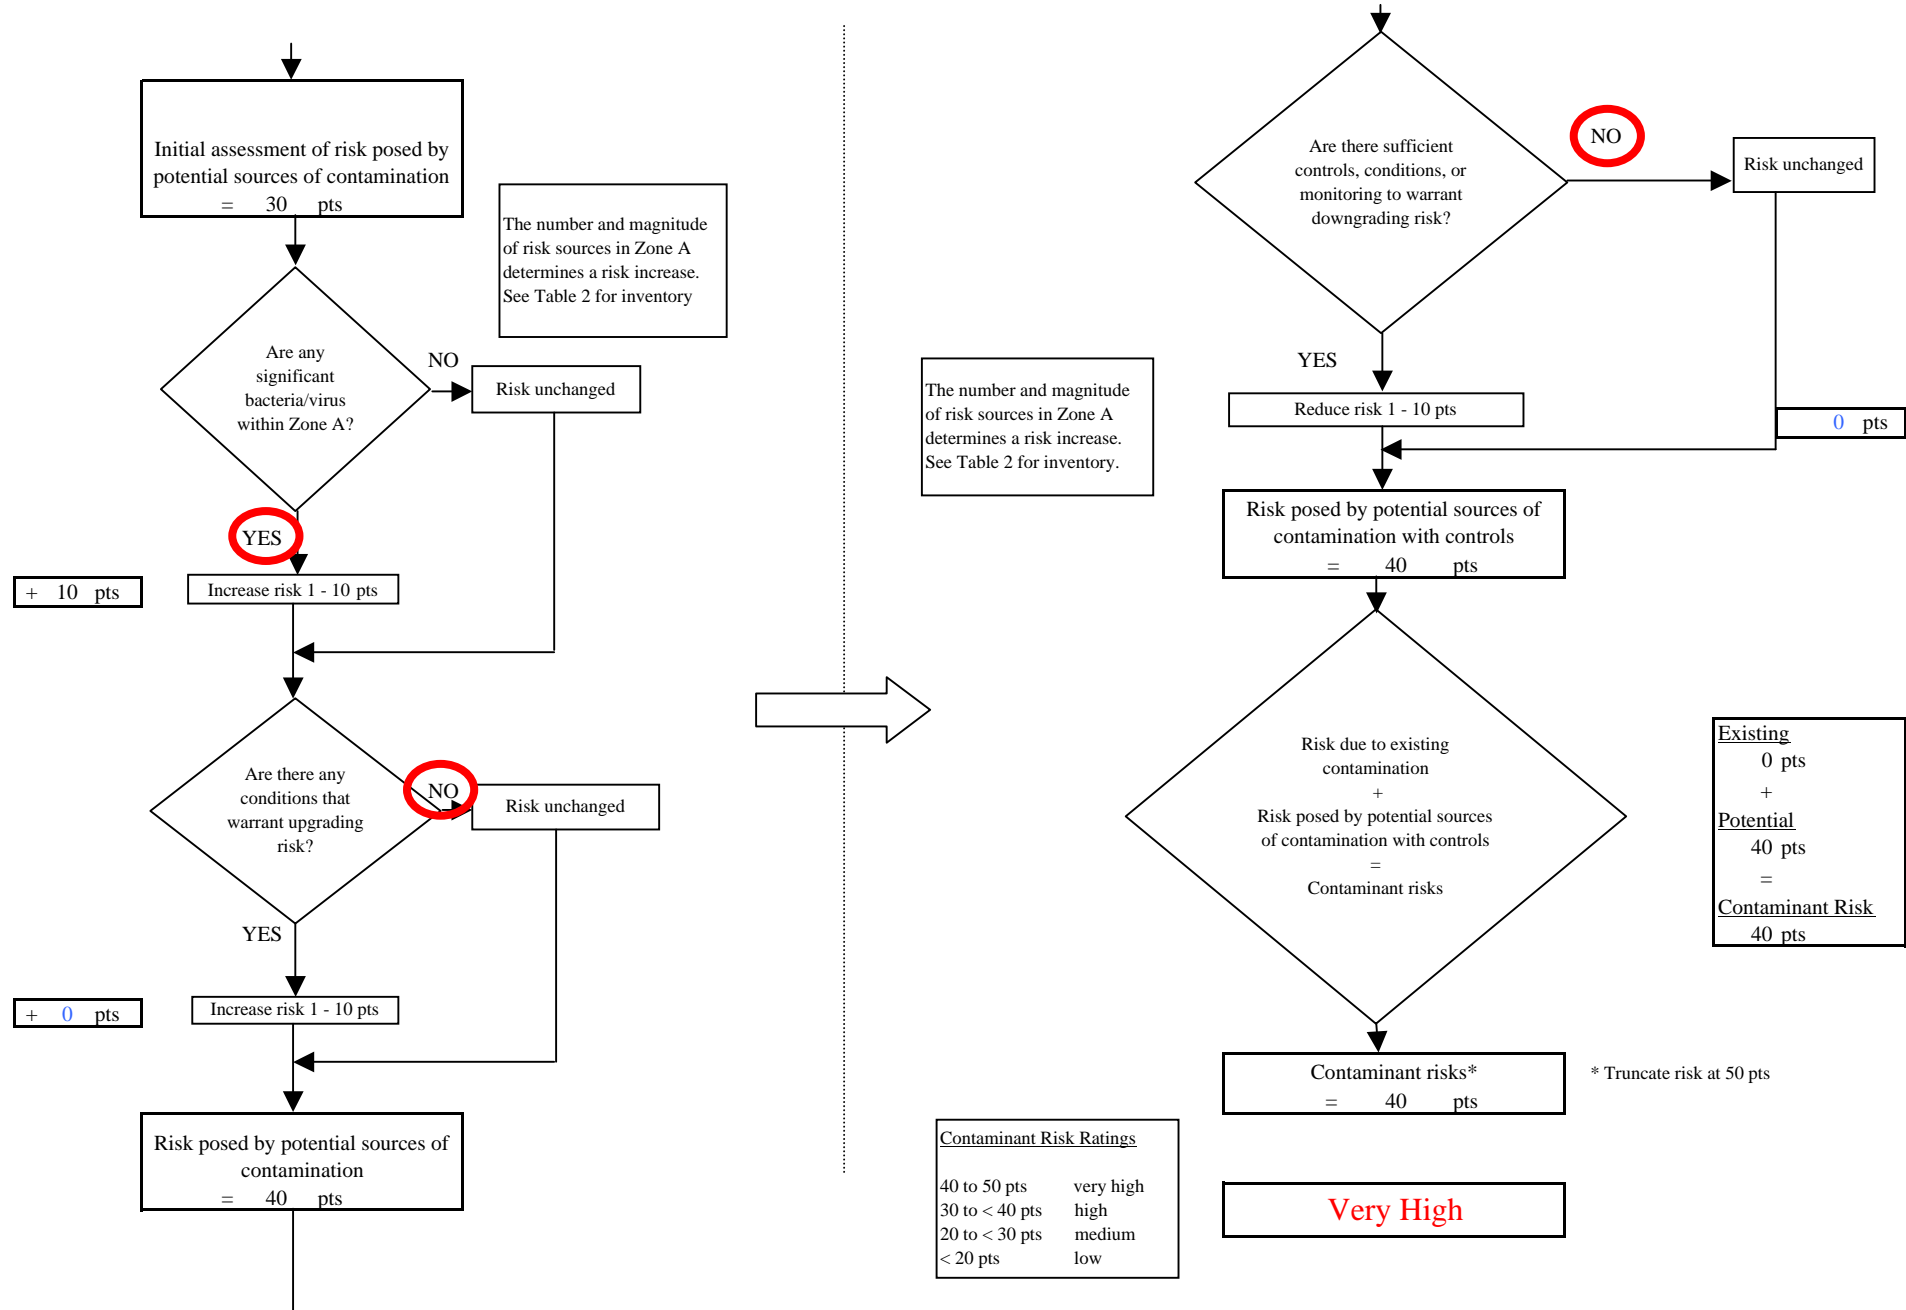 Initial assessment of risk posed by
potential sources of contamination
= 30 pts
The number and magnitude
of risk sources in Zone A
determines a risk increase.
See Table 2 for inventory
Are any
significant
bacteria/virus
within Zone A?
NO
Risk unchanged
YES
+ 10 pts
Increase risk 1 - 10 pts
Are there any
conditions that
warrant upgrading
risk?
NO
Risk unchanged
YES
+ 0 pts
Increase risk 1 - 10 pts
Risk posed by potential sources of
contamination
= 40 pts
Are there sufficient
controls, conditions, or
monitoring to warrant
downgrading risk?
NO
Risk unchanged
YES
The number and magnitude
of risk sources in Zone A
determines a risk increase.
See Table 2 for inventory.
Reduce risk 1 - 10 pts
0 pts
Risk posed by potential sources of
contamination with controls
= 40 pts
Risk due to existing
contamination
+
Risk posed by potential sources
of contamination with controls
=
Contaminant risks
Existing
0 pts
+
Potential
40 pts
=
Contaminant Risk
40 pts
Contaminant risks*
= 40 pts
* Truncate risk at 50 pts
Contaminant Risk Ratings
40 to 50 pts very high
30 to < 40 pts high
20 to < 30 pts medium
< 20 pts low
Very High